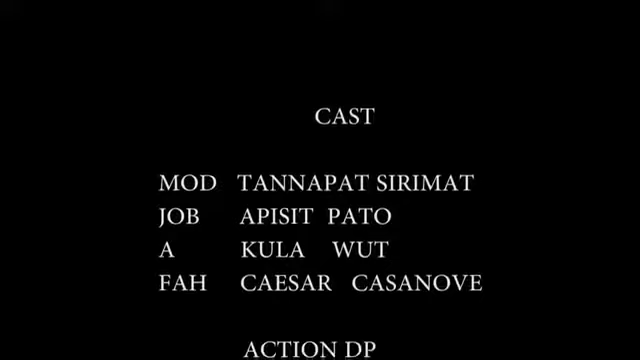 CAST
MOD TANNAPAT SIRIMAT
JOB APISIT PATO
A KULA WUT
FAH CAESAR CASANOVE
ACTION DP